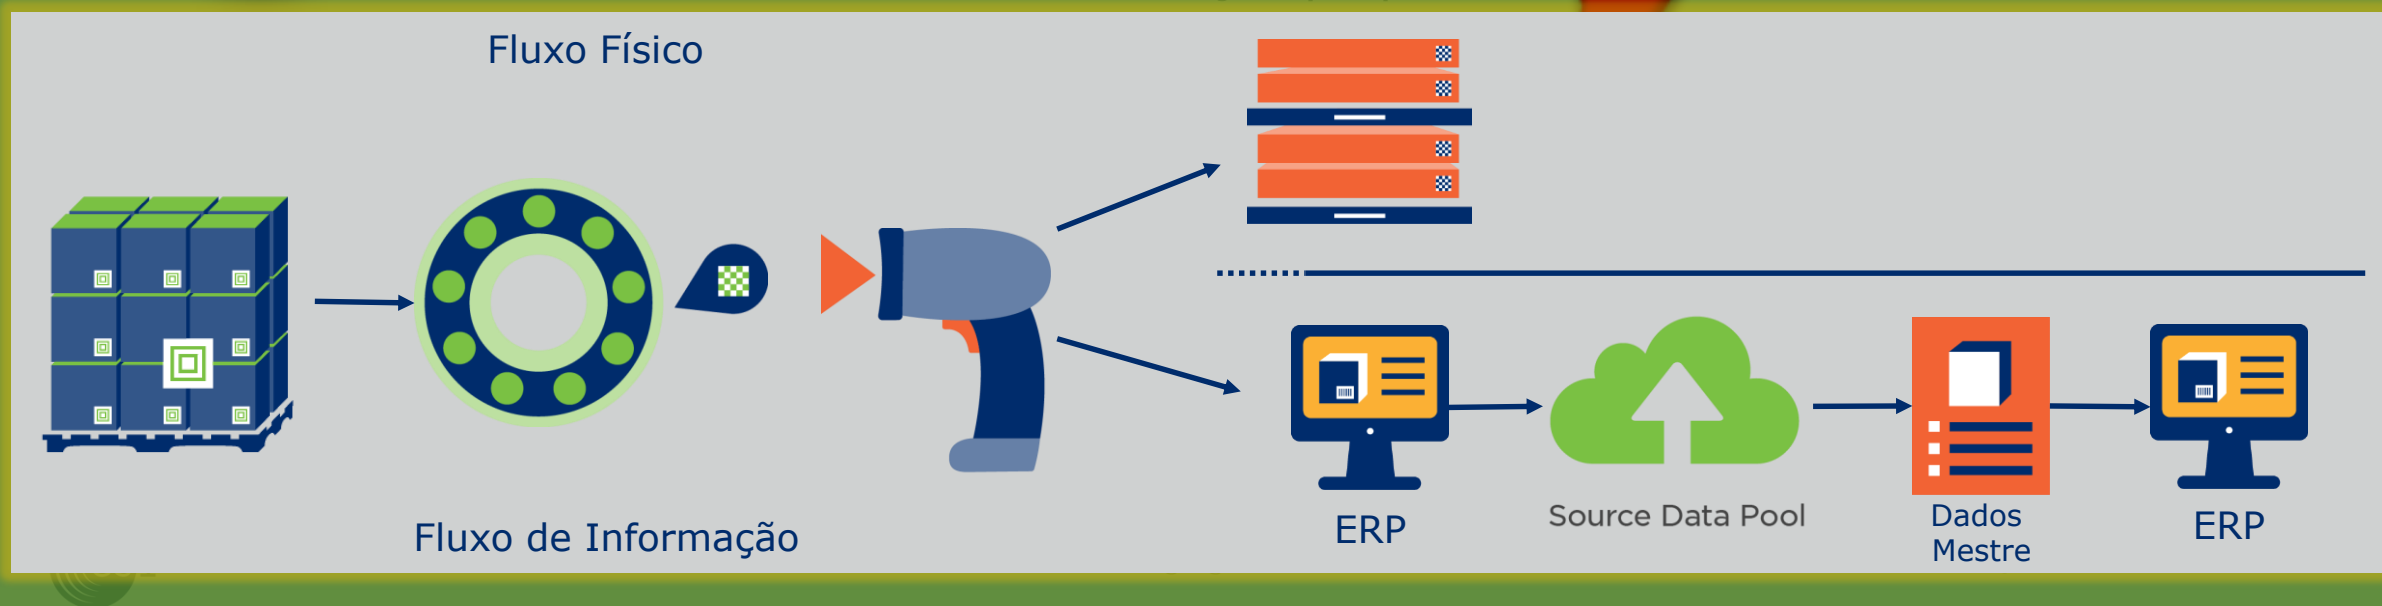 Fluxo Físico
Fluxo de Informação
ERP
Source Data Pool
Dados
Mestre
ERP